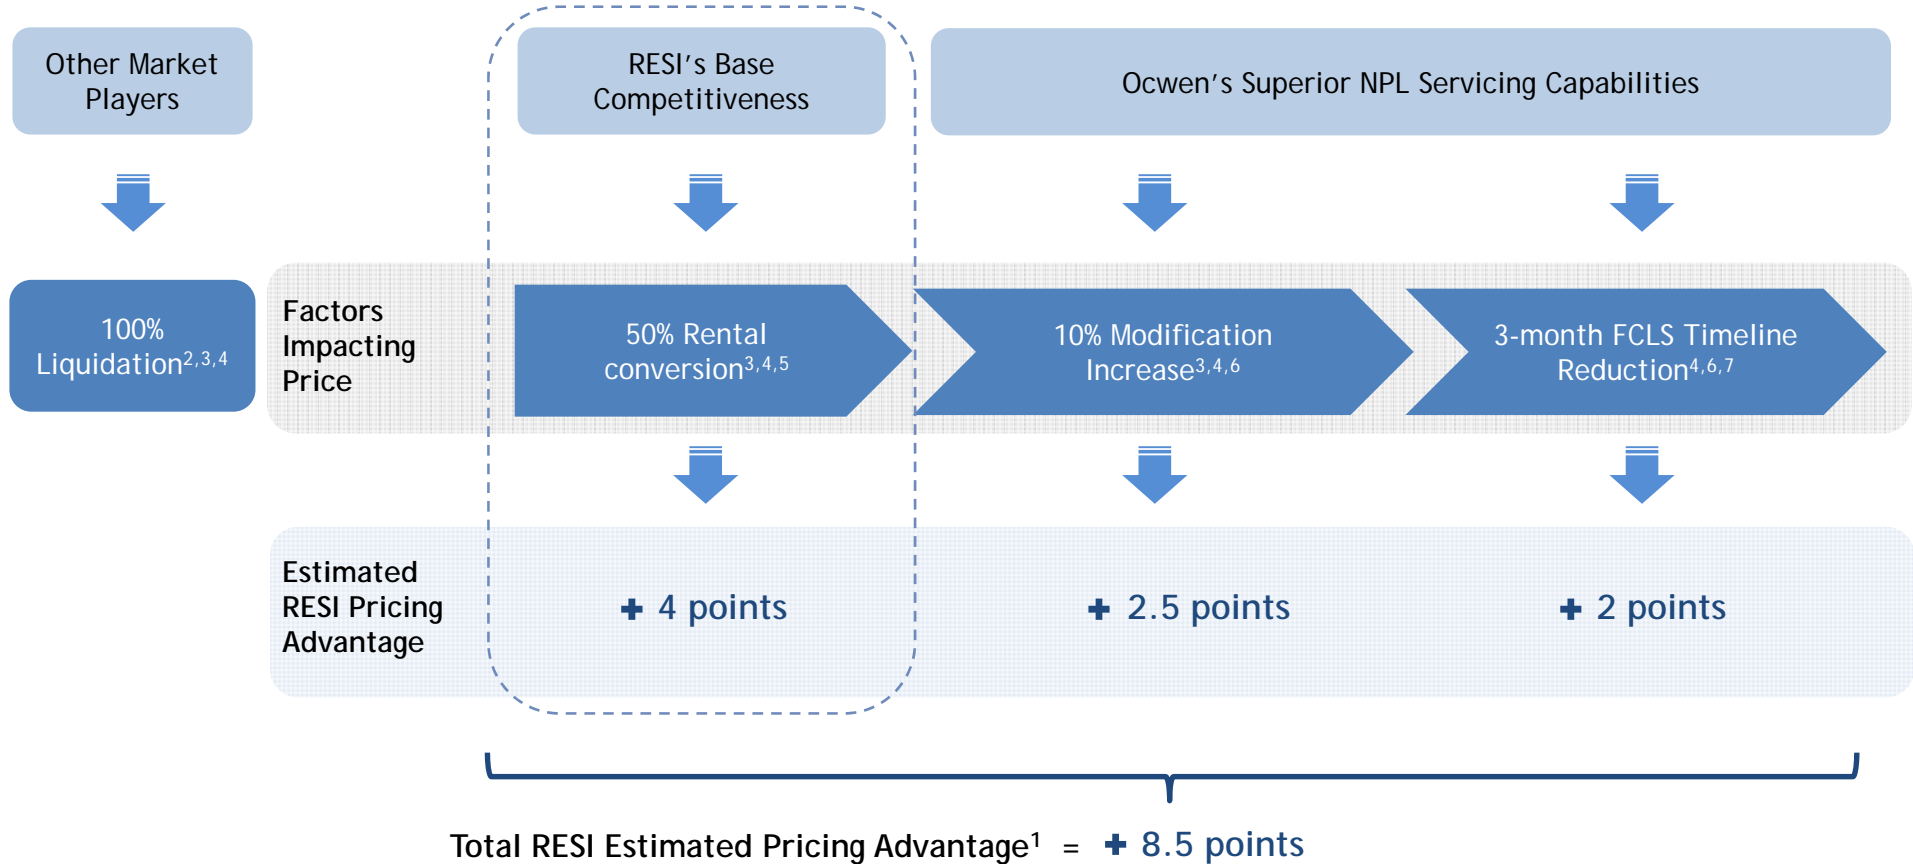 Other Market
Players
RESI's Base
Competitiveness
Ocwen's Superior NPL Servicing Capabilities
100%
Liquidation2,3,4
Factors
Impacting
Price
50% Rental
conversion3,4,5
10% Modification
Increase3,4,6
3-month FCLS Timeline
Reduction4,6,7
Estimated
RESI Pricing
Advantage
+ 4 points
+ 2.5 points
+ 2 points
Total RESI Estimated Pricing Advantage1 = + 8.5 points